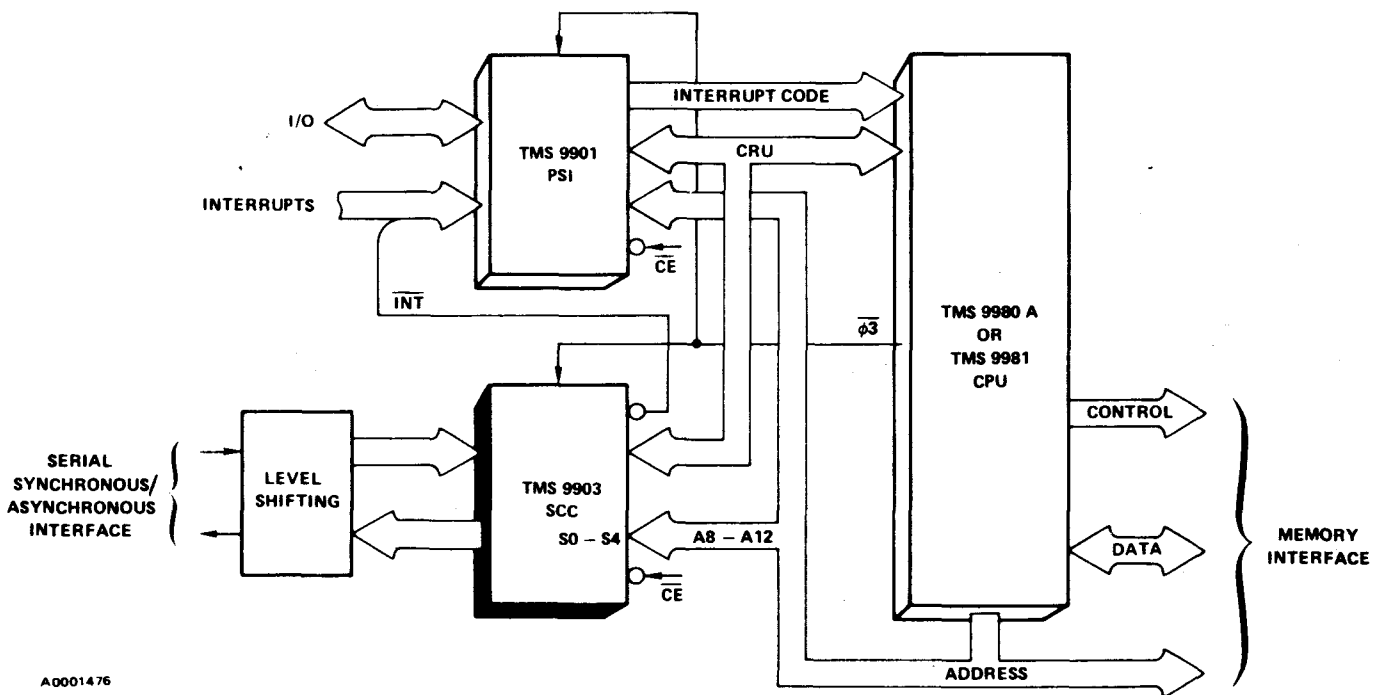 INTERRUPT CODE
I/O
TMS 9901
PSI
CRU
INTERRUPTS
CE
INT
TMS 9980 A
OR
TMS 9981
CPU
φ3
CONTROL
SERIAL
SYNCHRONOUS/
ASYNCHRONOUS
INTERFACE
LEVEL
SHIFTING
TMS 9903
SCC
S0 – S4
A8 – A12
DATA
MEMORY
INTERFACE
CE
ADDRESS
A0001476